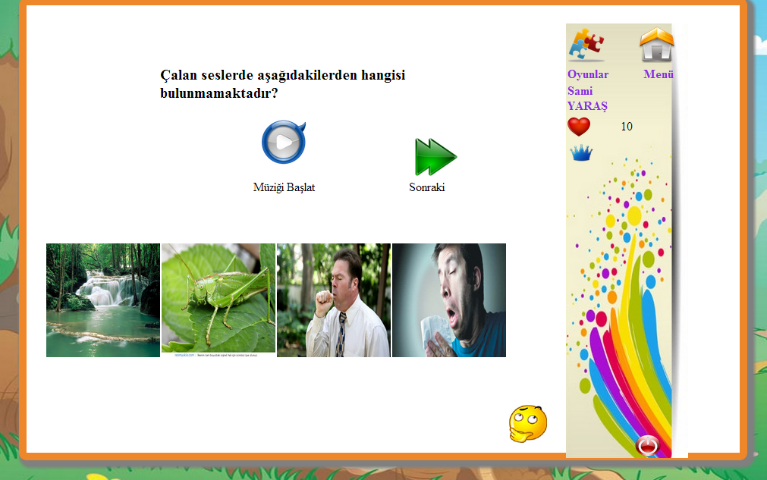 Çalan seslerde aşağıdakilerden hangisi
bulunmamaktadır?
Müziği Başlat
Sonraki
Oyunlar
Menü
Sami
YARAŞ
10